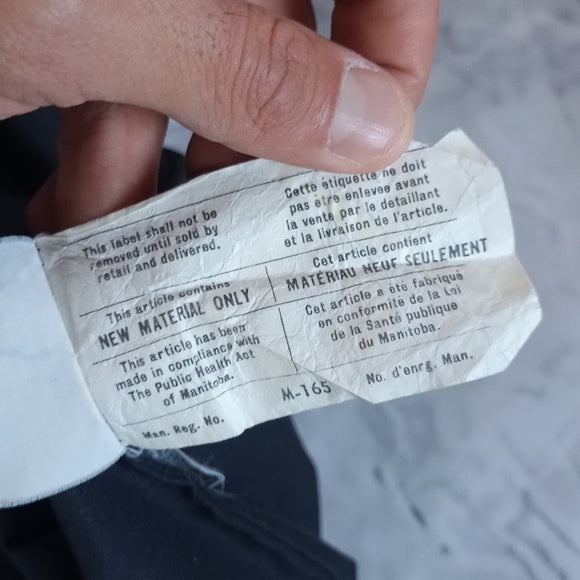 This label shall not be
removed until sold by
retail and delivered.
Cette étiquette ne doit
pas être enlevee avant
la vente par le détaillant
et la livraison de l'article.
This article contains
NEW MATERIAL ONLY
Cet article contient
MATÉRIAU NEUF SEULEMENT
This article has been
made in compliance with
The Public Health Act
of Manitoba.
Cet article a été fabriqué
en conformité de la Loi
de la Santé publique
du Manitoba.
Man. Reg. No. M-165 No. d'enrg. Man.